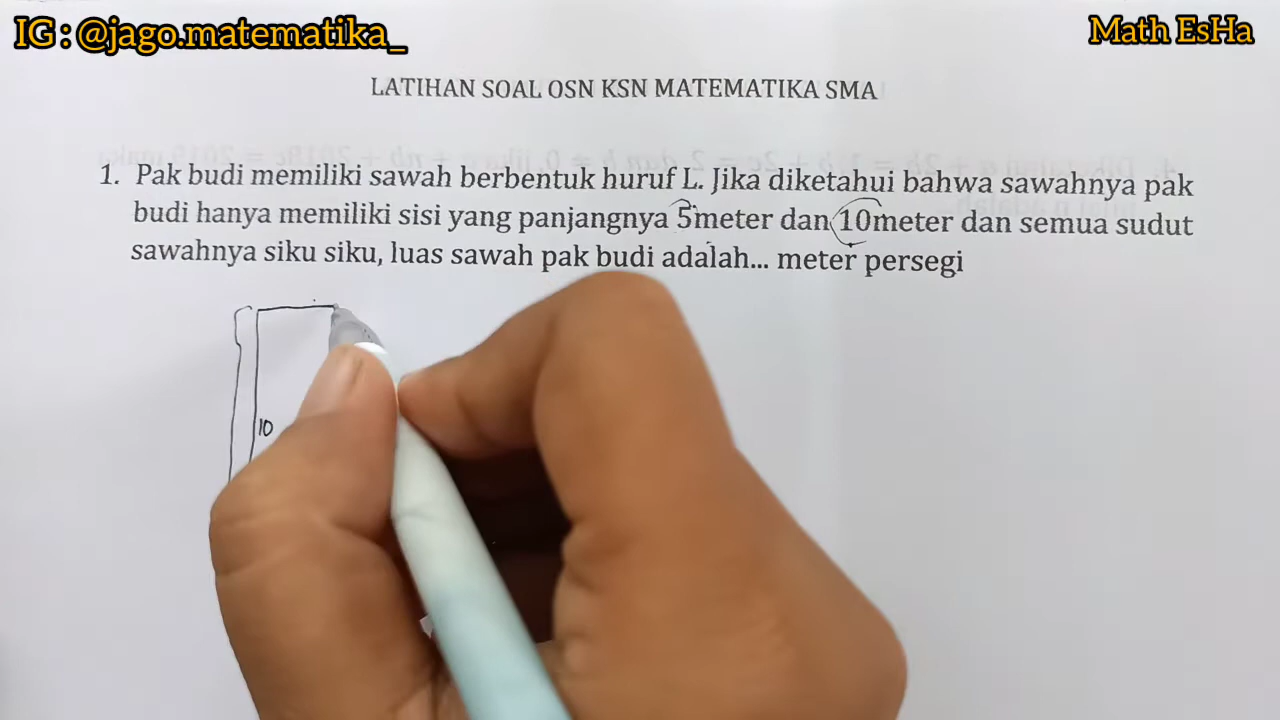 IG : @jago.matematika_
Math EsHa
LATIHAN SOAL OSN KSN MATEMATIKA SMA
1. Pak budi memiliki sawah berbentuk huruf L. Jika diketahui bahwa sawahnya pak
budi hanya memiliki sisi yang panjangnya 5meter dan 10meter dan semua sudut
sawahnya siku siku, luas sawah pak budi adalah... meter persegi
10